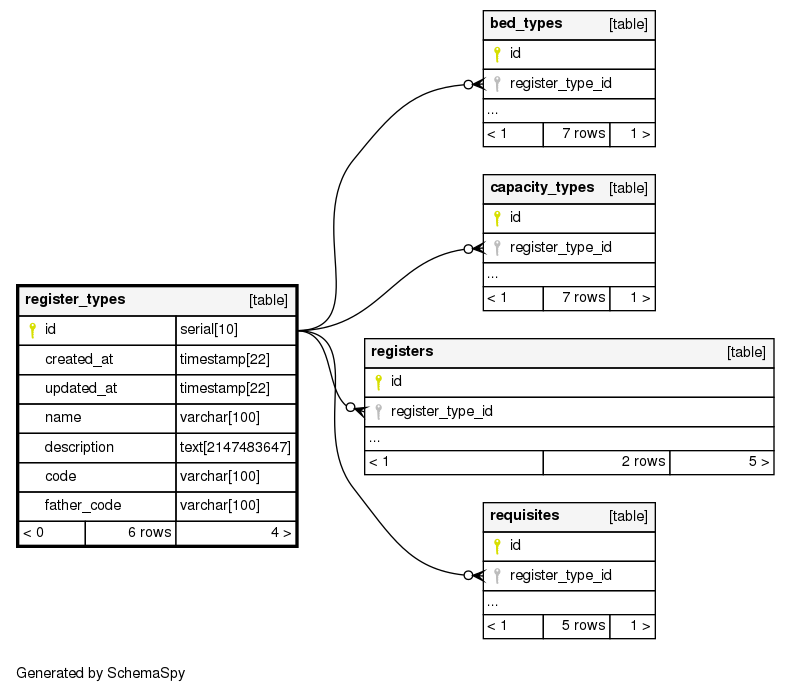 bed_types [table]
id
register_type_id
...
< 1 7 rows 1 >
capacity_types [table]
id
register_type_id
...
< 1 7 rows 1 >
register_types [table]
id serial[10]
created_at timestamp[22]
updated_at timestamp[22]
name varchar[100]
description text[2147483647]
code varchar[100]
father_code varchar[100]
< 0 6 rows 4 >
registers [table]
id
register_type_id
...
< 1 2 rows 5 >
requisites [table]
id
register_type_id
...
< 1 5 rows 1 >
Generated by SchemaSpy